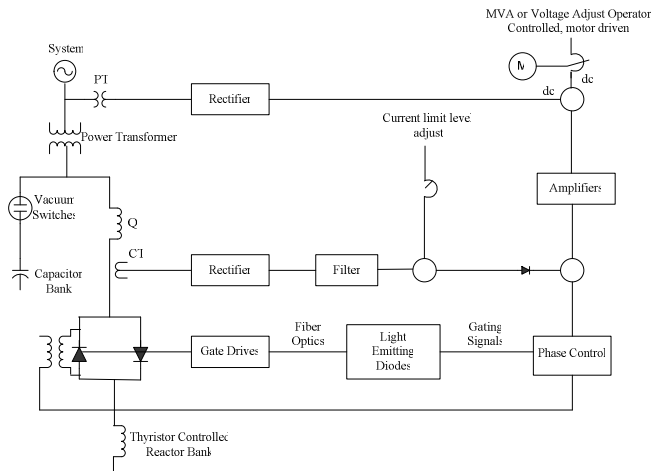 MVA or Voltage Adjust Operator
Controlled, motor driven
System
M
dc
PT
dc
Rectifier
Power Transformer
Current limit level
adjust
Amplifiers
Vacuum
Switches
Q
CT
Rectifier
Filter
Capacitor
Bank
Fiber
Optics
Light
Emitting
Diodes
Gating
Signals
Gate Drives
Phase Control
Thyristor Controlled
Reactor Bank